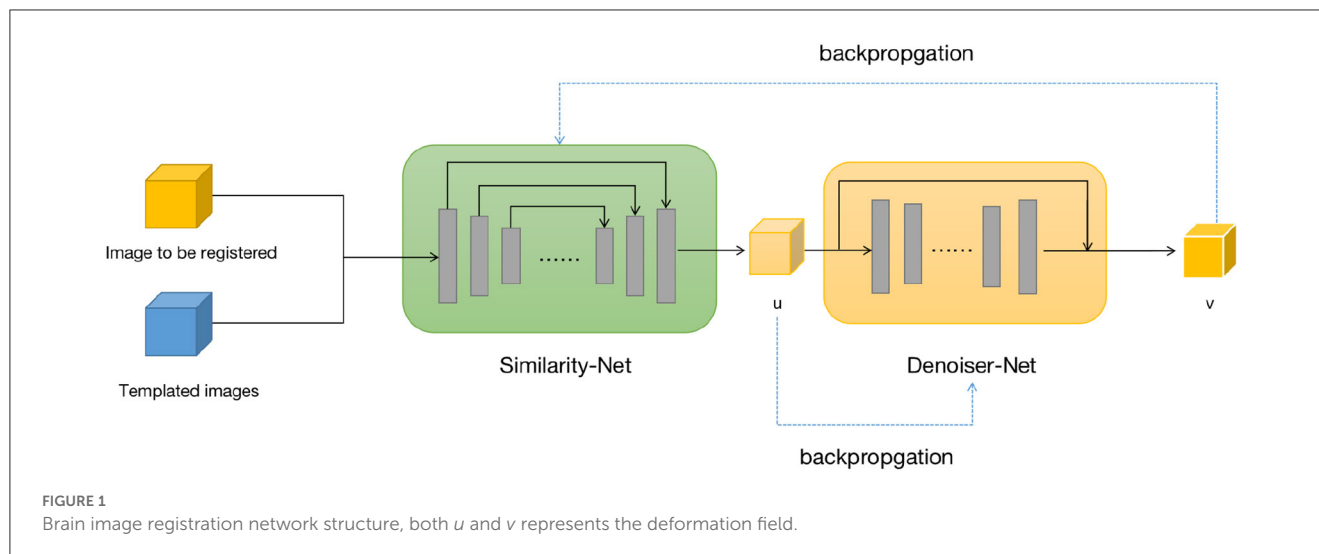 backpropgation
Image to be registered
Templated images
......
......
u
v
Similarity-Net
Denoiser-Net
backpropgation
FIGURE 1
Brain image registration network structure, both u and v represents the deformation field.